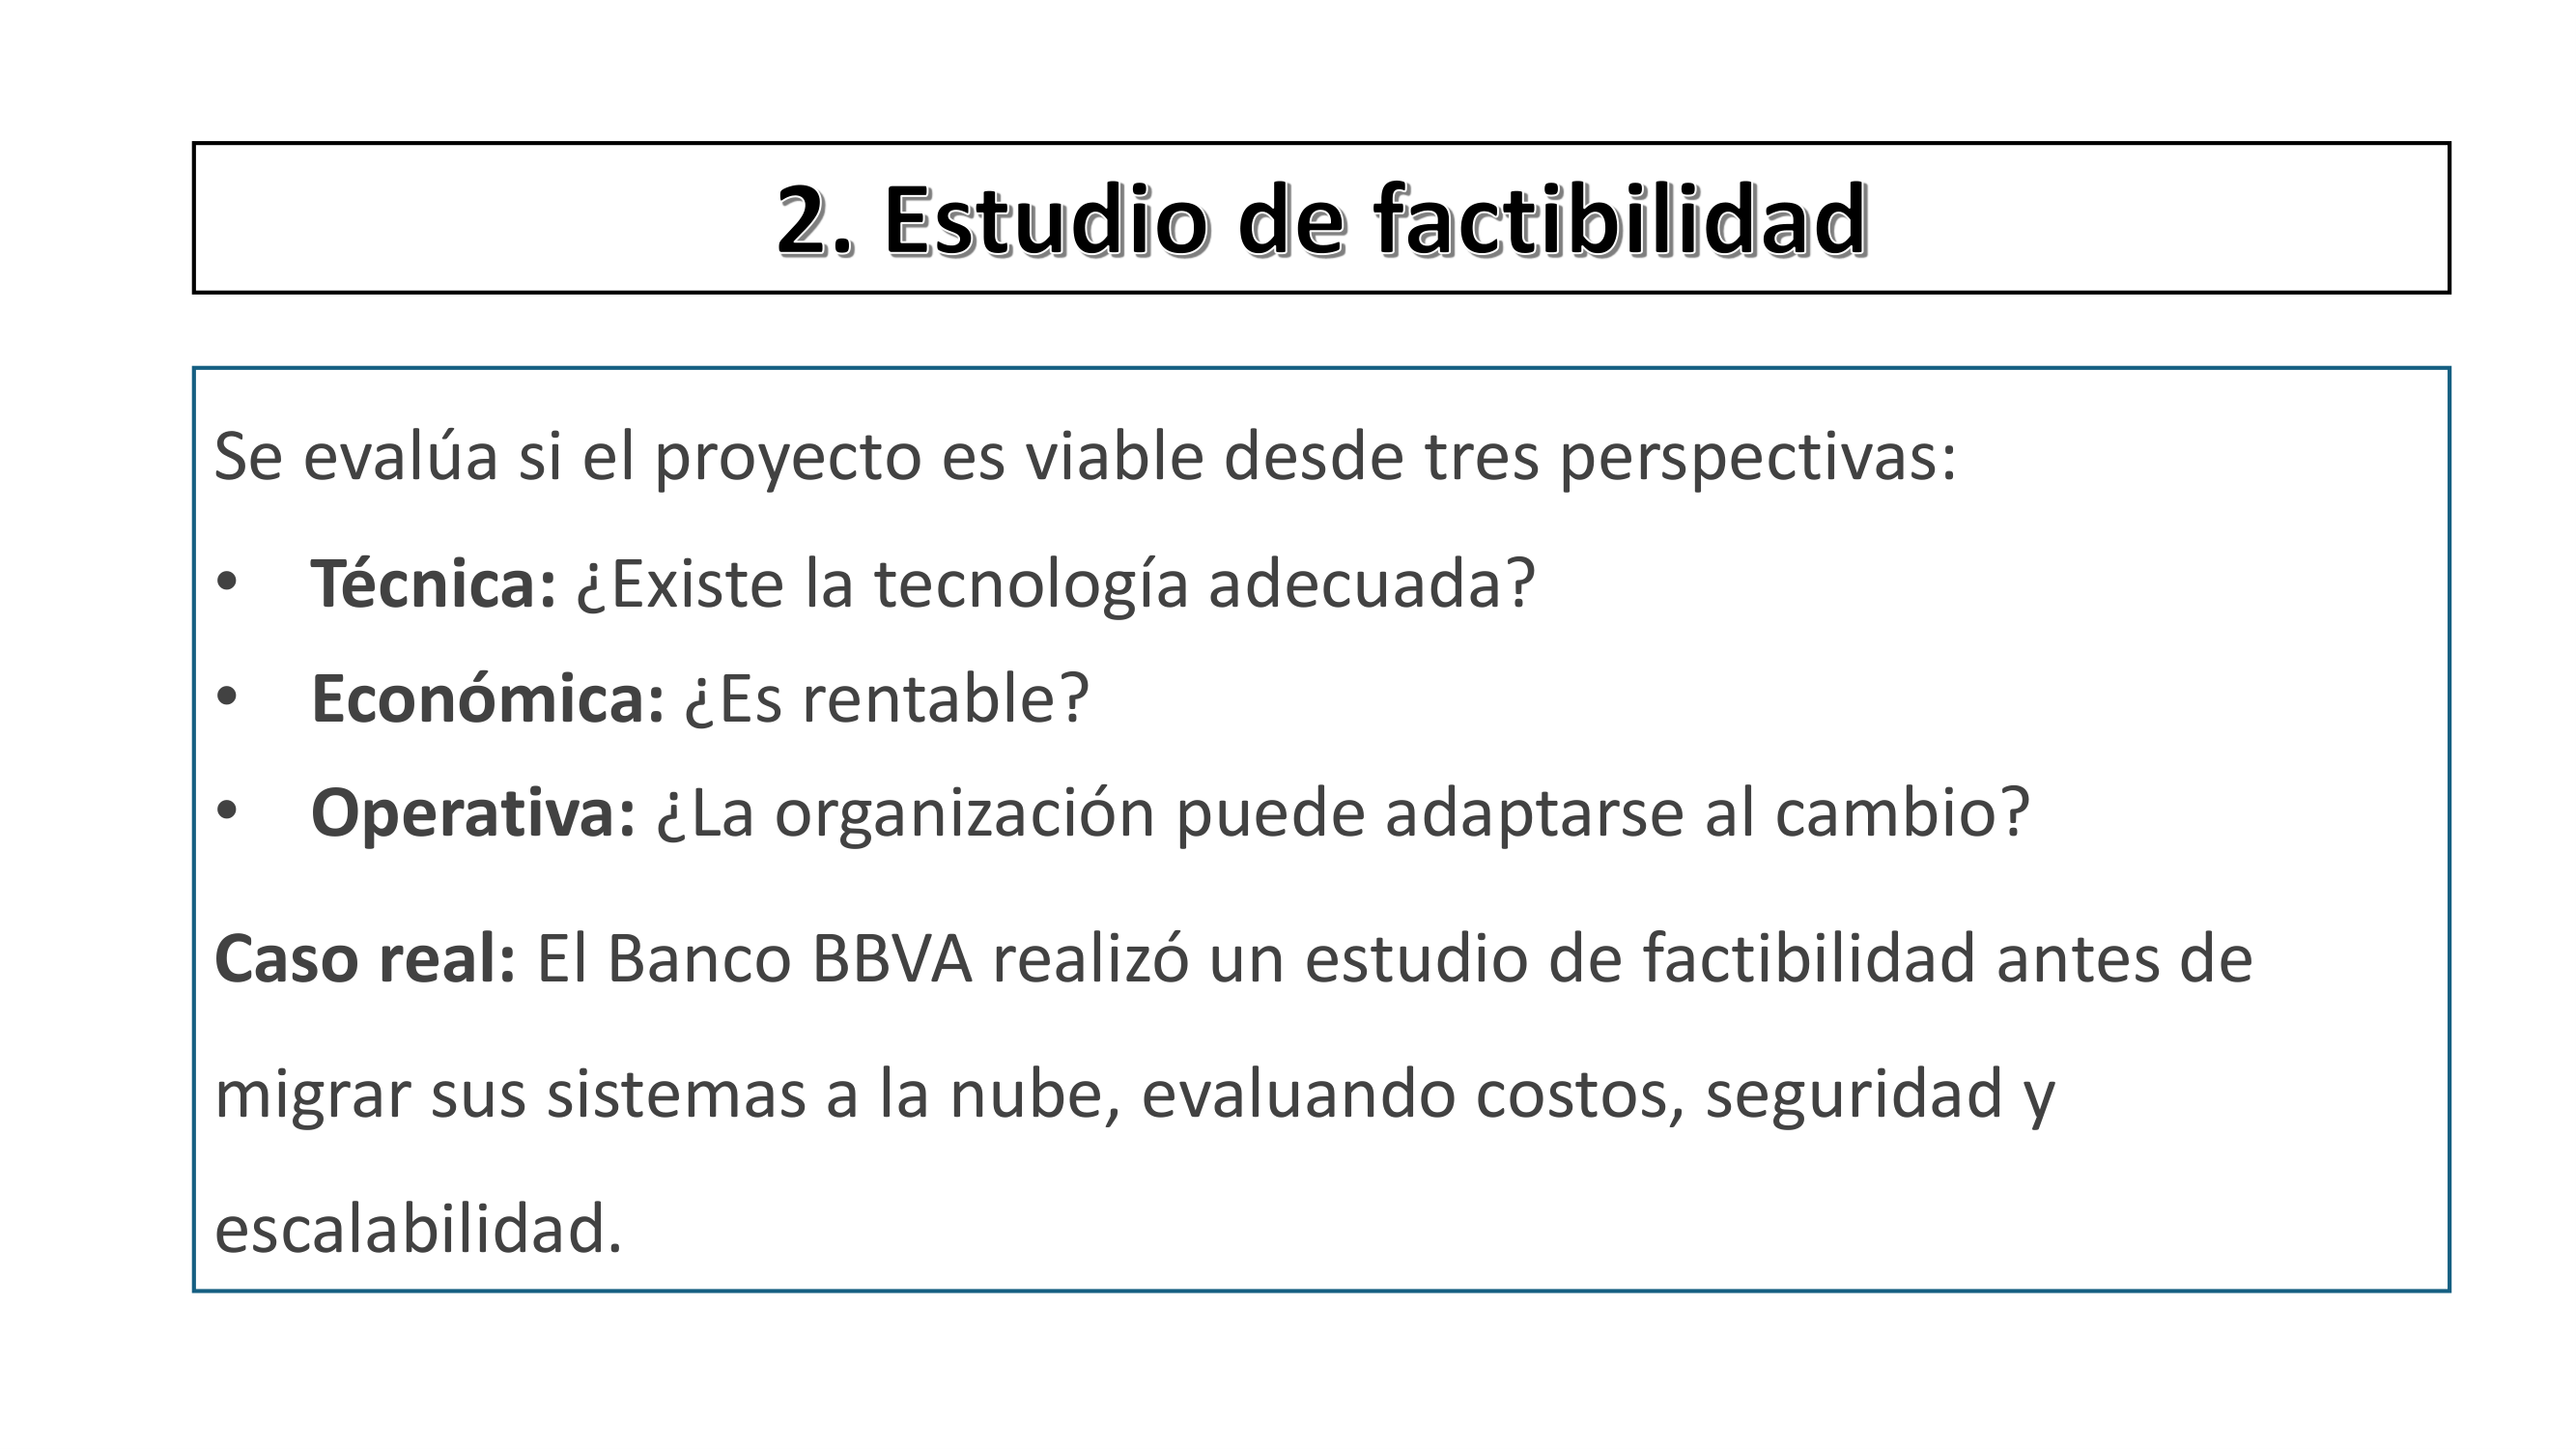 2. Estudio de factibilidad
Se evalúa si el proyecto es viable desde tres perspectivas:
• Técnica: ¿Existe la tecnología adecuada?
• Económica: ¿Es rentable?
• Operativa: ¿La organización puede adaptarse al cambio?
Caso real: El Banco BBVA realizó un estudio de factibilidad antes de
migrar sus sistemas a la nube, evaluando costos, seguridad y
escalabilidad.